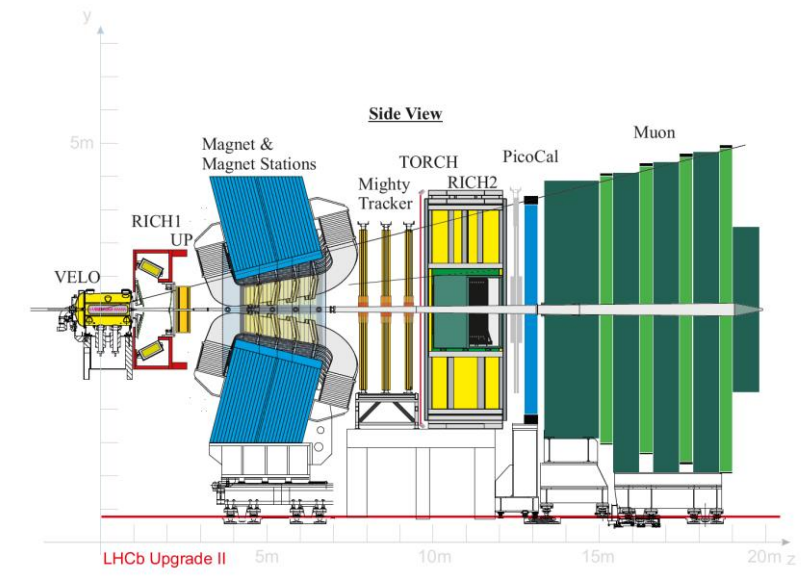 y
Side View
5m
Magnet &
Magnet Stations
Muon
PicoCal
TORCH
RICH2
Mighty
Tracker
RICH1
UP
VELO
LHCb Upgrade II
5m
10m
15m
20m
z